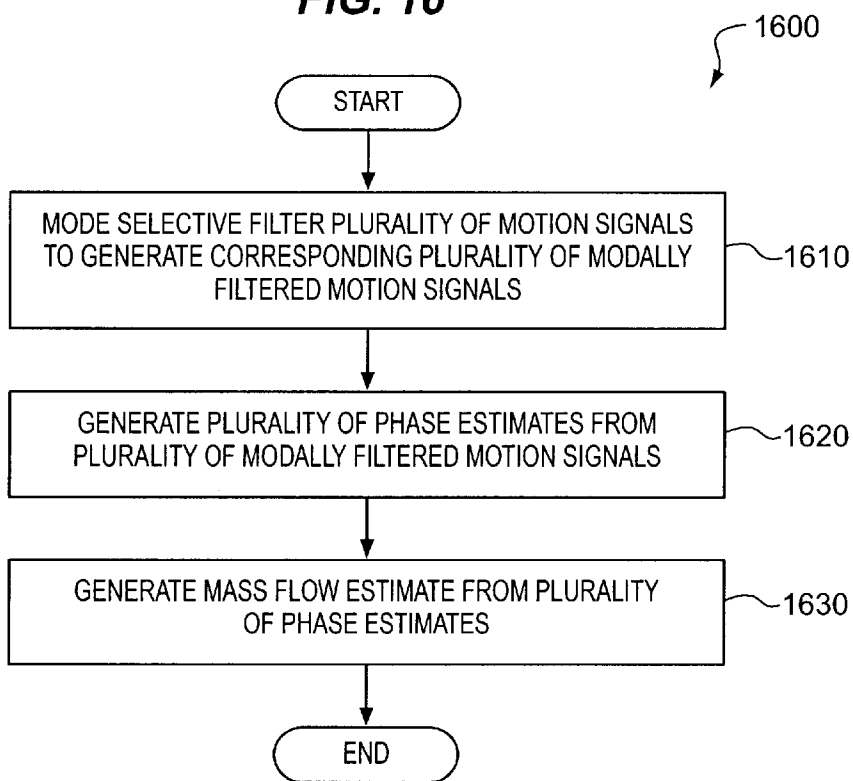 FIG. 16
1600
START
MODE SELECTIVE FILTER PLURALITY OF MOTION SIGNALS
TO GENERATE CORRESPONDING PLURALITY OF MODALLY
FILTERED MOTION SIGNALS
1610
GENERATE PLURALITY OF PHASE ESTIMATES FROM
PLURALITY OF MODALLY FILTERED MOTION SIGNALS
1620
GENERATE MASS FLOW ESTIMATE FROM PLURALITY
OF PHASE ESTIMATES
1630
END